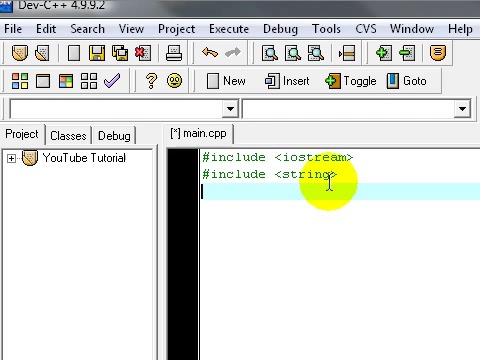 Dev-C++ 4.9.9.2
File Edit Search View Project Execute Debug Tools CVS Window Help
New Insert Toggle Goto
Project Classes Debug [*] main.cpp
YouTube Tutorial
#include <iostream>
#include <string>